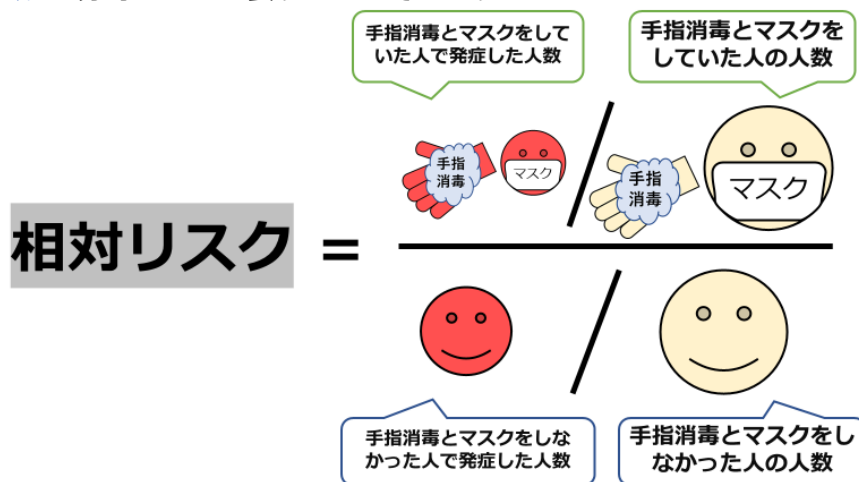 手指消毒とマスクをして
いた人で発症した人数
手指消毒とマスクを
していた人の人数
手指
消毒
マスク
手指
消毒
マスク
相対リスク =
手指消毒とマスクをしな
かった人で発症した人数
手指消毒とマスクをし
なかった人の人数